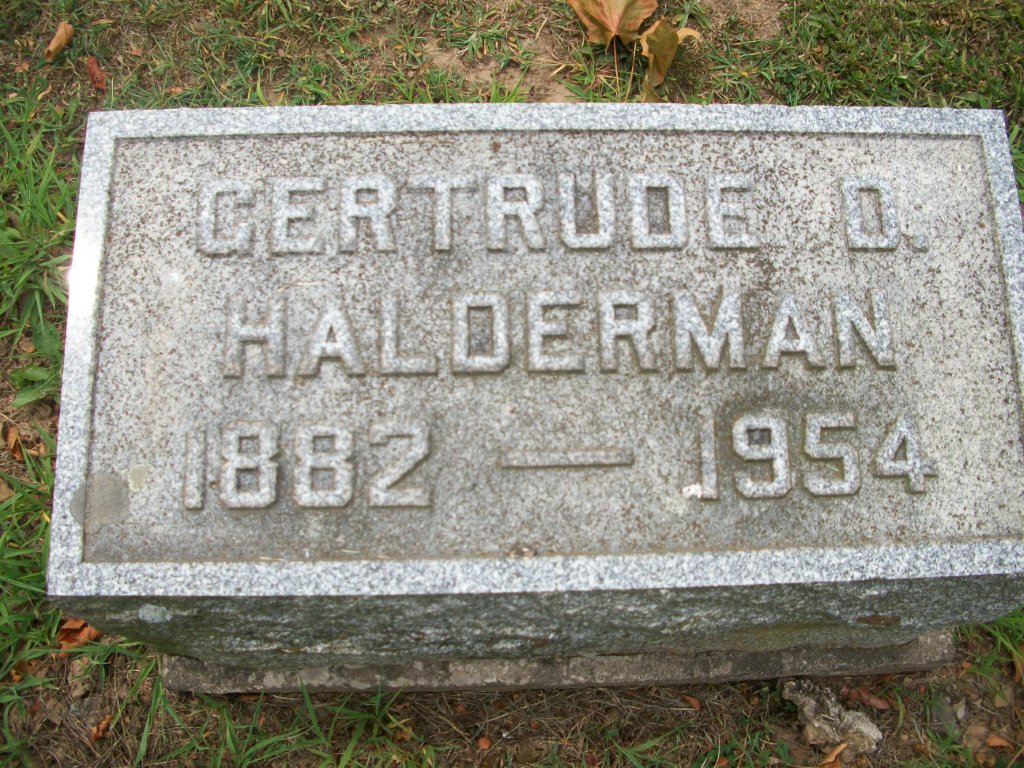 GERTRUDE D.
HALDERMAN
1882 — 1954